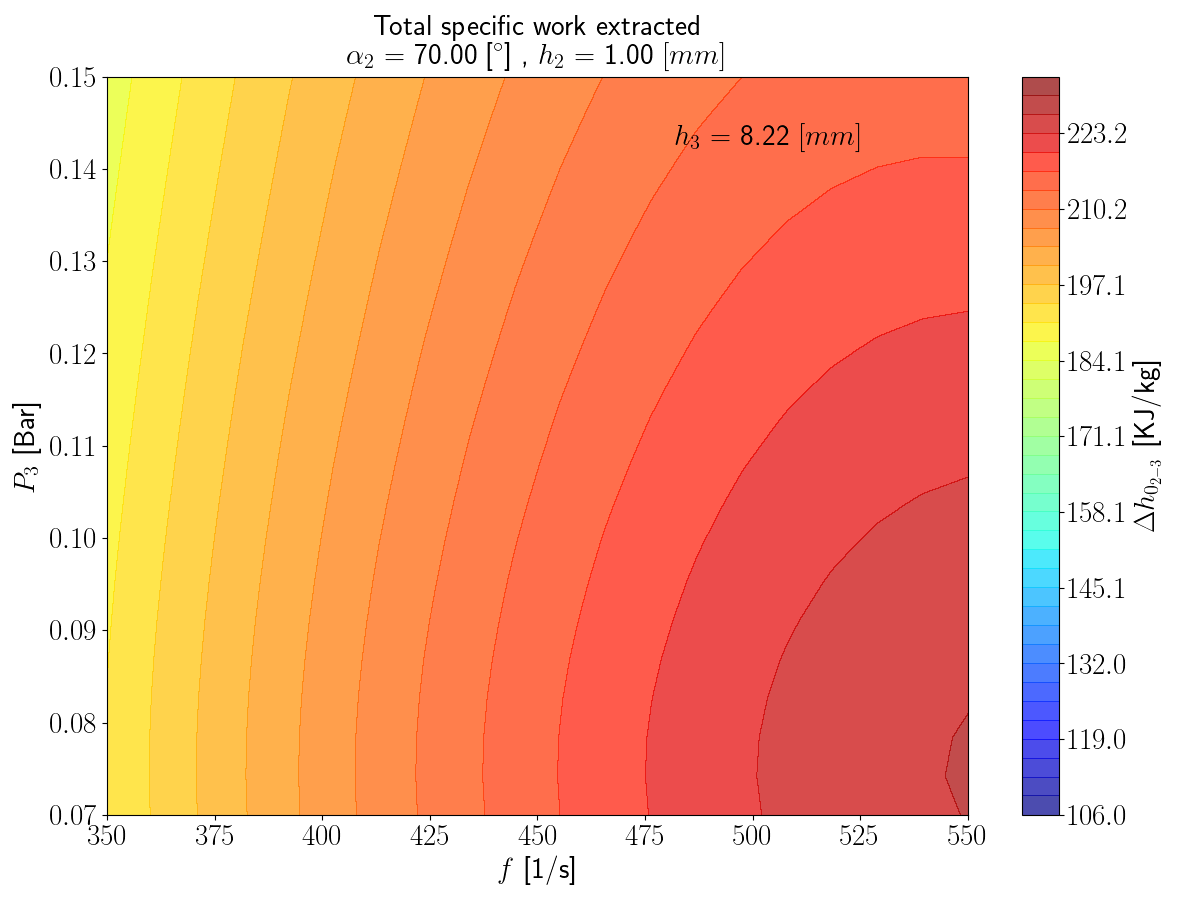 Total specific work extracted
α₂ = 70.00 [°] , h₂ = 1.00 [mm]
h₃ = 8.22 [mm]
P₃ [Bar]
0.15
0.14
0.13
0.12
0.11
0.10
0.09
0.08
0.07
350 375 400 425 450 475 500 525 550
f [1/s]
223.2
210.2
197.1
184.1
171.1
158.1
145.1
132.0
119.0
106.0
Δh₀₂₋₃ [KJ/kg]